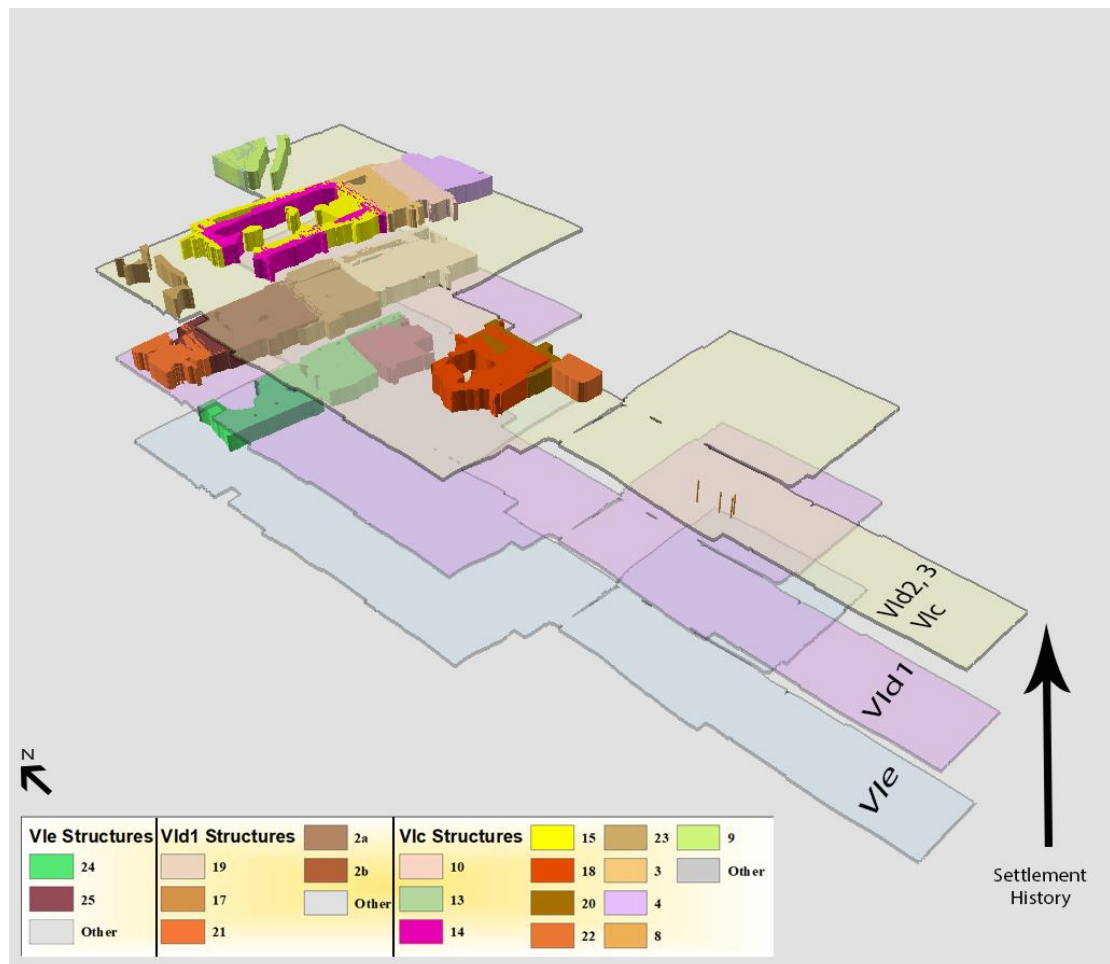 VId2, 3
VIc
VId1
VIe
N
Settlement
History
VIe Structures
24
25
Other
VId1 Structures
19
17
21
2a
2b
Other
VIc Structures
10
13
14
15
18
20
22
23
3
4
8
9
Other